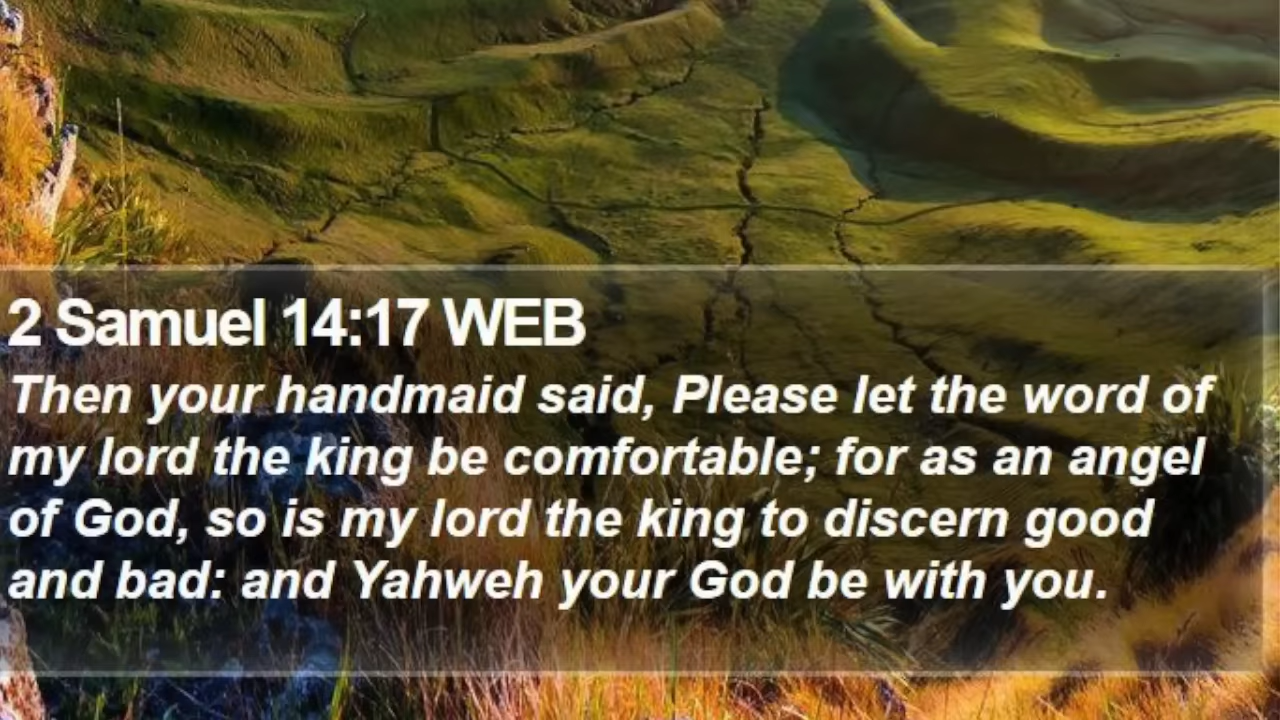 2 Samuel 14:17 WEB
Then your handmaid said, Please let the word of
my lord the king be comfortable; for as an angel
of God, so is my lord the king to discern good
and bad: and Yahweh your God be with you.